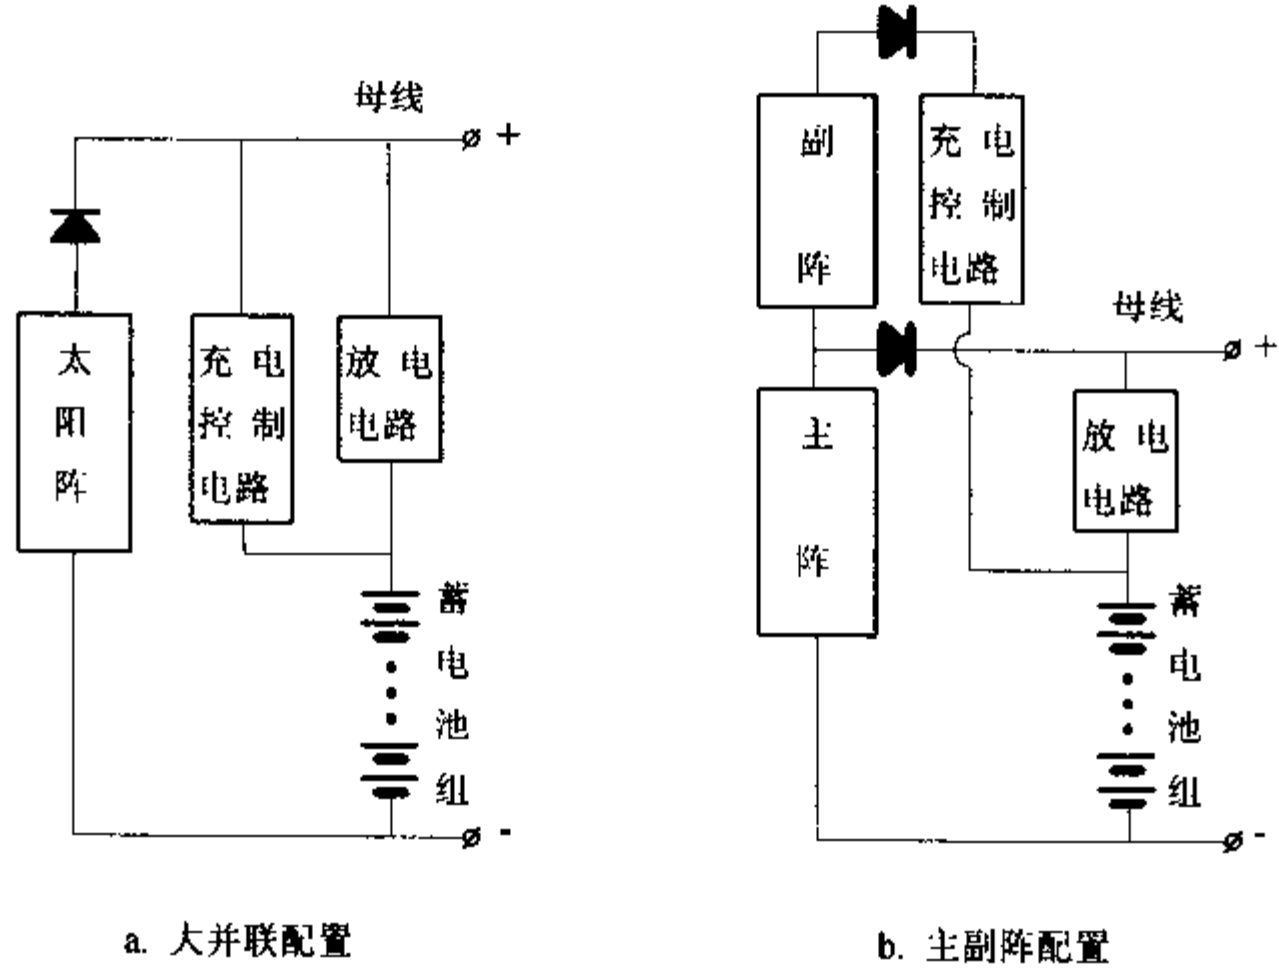 母线
+
太阳阵
充电
控制
电路
放电
电路
蓄电池组
-
a. 大并联配置
副阵
充电
控制
电路
母线
+
主阵
放电
电路
蓄电池组
-
b. 主副阵配置